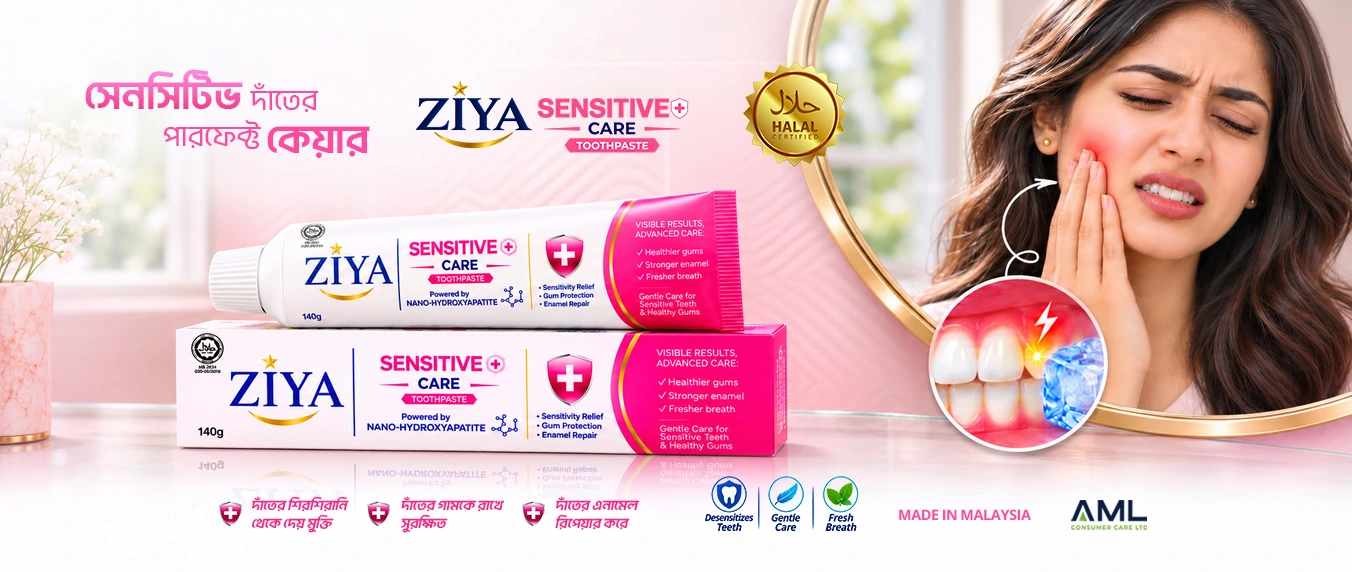 সেনসিটিভ দাঁতের
পারফেক্ট কেয়ার
ZIYA
SENSITIVE
CARE
TOOTHPASTE
حلال
HALAL
CERTIFIED
ZIYA
140g
SENSITIVE
CARE
TOOTHPASTE
Powered by
NANO-HYDROXYAPATITE
• Sensitivity Relief
• Gum Protection
• Enamel Repair
VISIBLE RESULTS,
ADVANCED CARE:
✓ Healthier gums
✓ Stronger enamel
✓ Fresher breath
Gentle Care for
Sensitive Teeth
& Healthy Gums
ZIYA
140g
SENSITIVE
CARE
TOOTHPASTE
Powered by
NANO-HYDROXYAPATITE
• Sensitivity Relief
• Gum Protection
• Enamel Repair
VISIBLE RESULTS,
ADVANCED CARE:
✓ Healthier gums
✓ Stronger enamel
✓ Fresher breath
Gentle Care for
Sensitive Teeth
& Healthy Gums
দাঁতের শিরশিরানি
থেকে দেয় মুক্তি
দাঁতের গামকে রাখে
সুরক্ষিত
দাঁতের এনামেল
রিপেয়ার করে
Desensitizes
Teeth
Gentle
Care
Fresh
Breath
MADE IN MALAYSIA
AML
CONSUMER CARE LTD